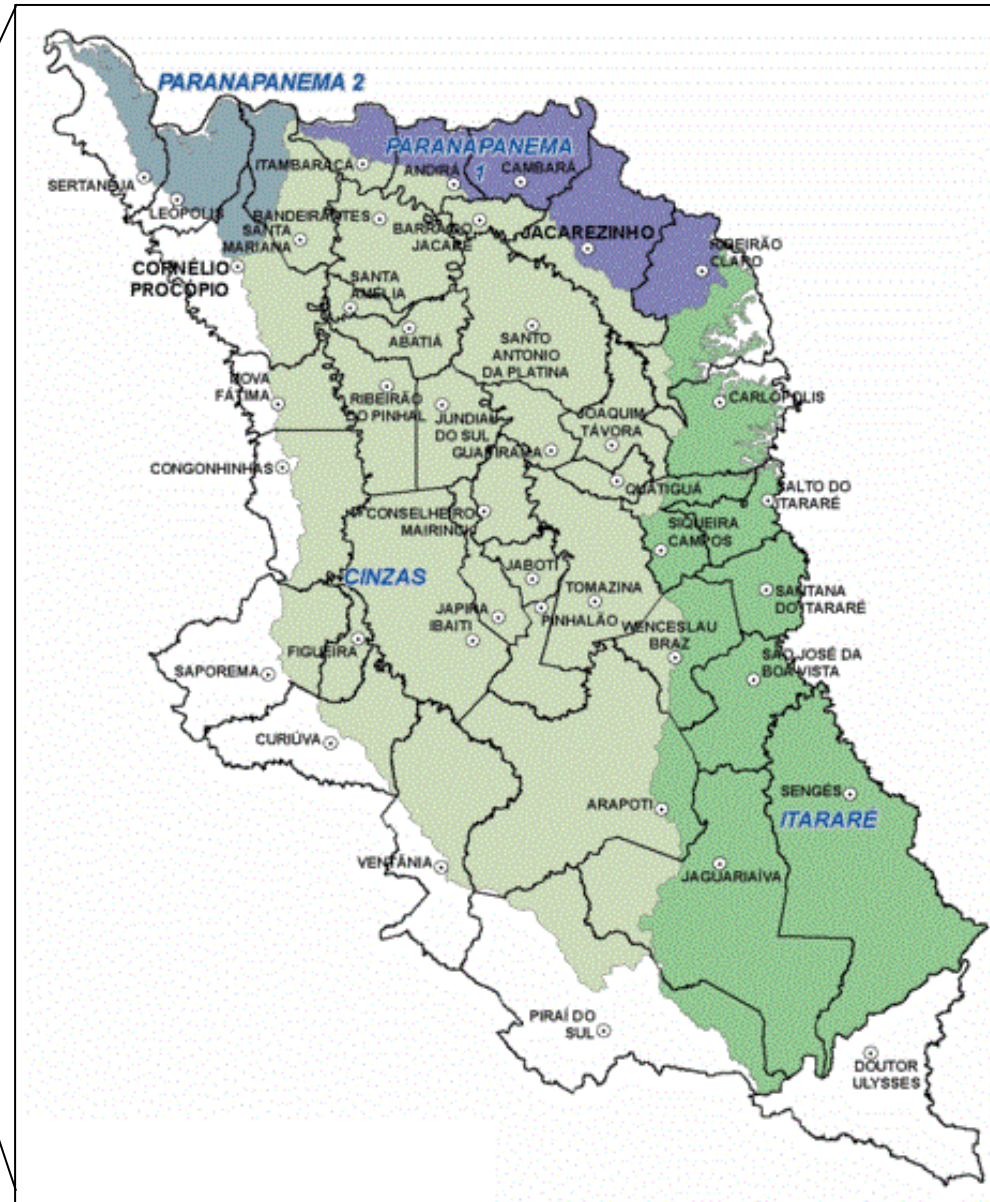 PARANAPANEMA 2
PARANAPANEMA
1
ITAMBARACÁ
ANDIRÁ
CAMBARÁ
SERTANEJA
LEÓPOLIS
BANDEIRANTES
SANTA
MARIANA
BARRA DO
JACARÉ
JACAREZINHO
RIBEIRÃO
CLARO
CORNÉLIO
PROCÓPIO
SANTA
AMÉLIA
ABATIÁ
SANTO
ANTONIO
DA PLATINA
NOVA
FÁTIMA
RIBEIRÃO
DO PINHAL
JUNDIAÍ
DO SUL
GUAPIRAMA
JOAQUIM
TÁVORA
CARLÓPOLIS
CONGONHINHAS
QUATIGUÁ
SALTO DO
ITARARÉ
CONSELHEIRO
MAIRINCK
SIQUEIRA
CAMPOS
CINZAS
JABOTI
TOMAZINA
SANTANA
DO ITARARÉ
JAPIRA
IBAITI
PINHALÃO
WENCESLAU
BRAZ
FIGUEIRA
SAPOREMA
SÃO JOSÉ DA
BOA VISTA
CURIÚVA
ARAPOTI
SENGÉS
ITARARÉ
VENTÂNIA
JAGUARIAÍVA
PIRAÍ DO
SUL
DOUTOR
ULYSSES